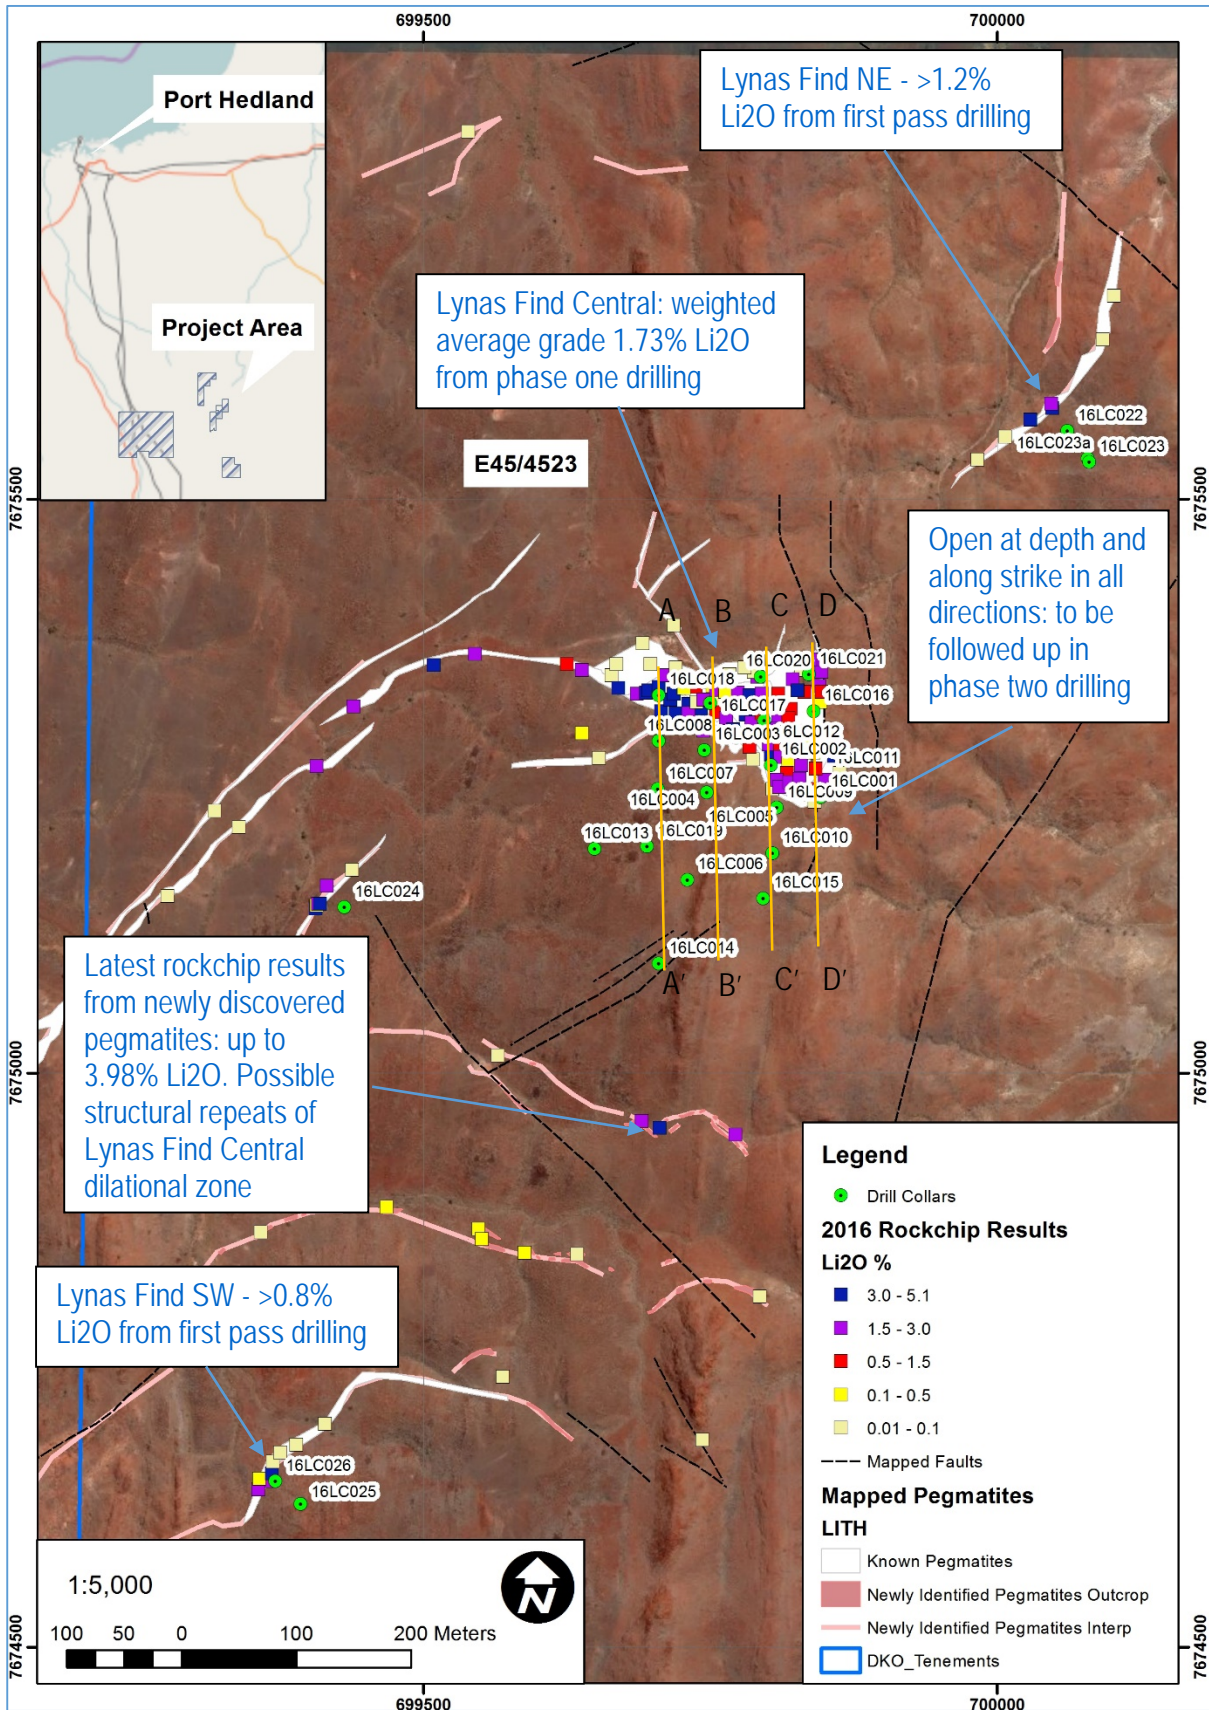 699500
700000
Port Hedland
Project Area
Lynas Find NE - >1.2%
Li2O from first pass drilling
Lynas Find Central: weighted
average grade 1.73% Li2O
from phase one drilling
E45/4523
16LC022
16LC023a
16LC023
7675500
7675500
Open at depth and
along strike in all
directions: to be
followed up in
phase two drilling
A
B
C
D
16LC020
16LC021
16LC018
16LC016
16LC017
16LC008
16LC003
6LC012
16LC002
16LC011
16LC007
16LC001
16LC009
16LC004
16LC005
16LC013
16LC019
16LC010
16LC006
16LC015
16LC024
16LC014
A'
B'
C'
D'
Latest rockchip results
from newly discovered
pegmatites: up to
3.98% Li2O. Possible
structural repeats of
Lynas Find Central
dilational zone
7675000
7675000
Lynas Find SW - >0.8%
Li2O from first pass drilling
16LC026
16LC025
Legend
Drill Collars
2016 Rockchip Results
Li2O %
3.0 - 5.1
1.5 - 3.0
0.5 - 1.5
0.1 - 0.5
0.01 - 0.1
Mapped Faults
Mapped Pegmatites
LITH
Known Pegmatites
Newly Identified Pegmatites Outcrop
Newly Identified Pegmatites Interp
DKO_Tenements
1:5,000
N
100 50 0 100 200 Meters
7674500
7674500
699500
700000